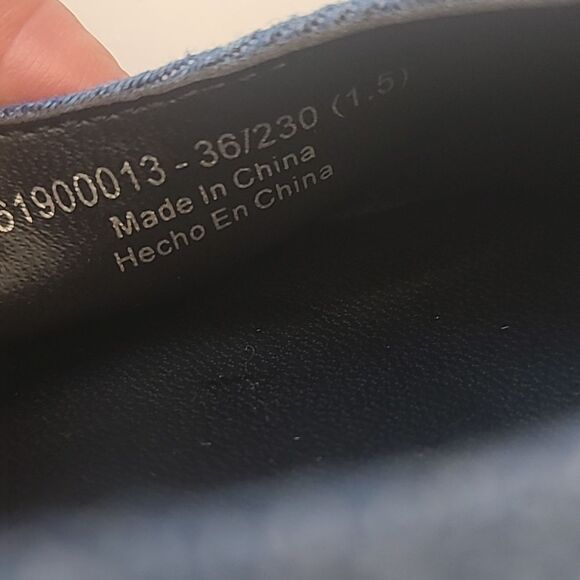 61900013 - 36/230 (1.5)
Made In China
Hecho En China